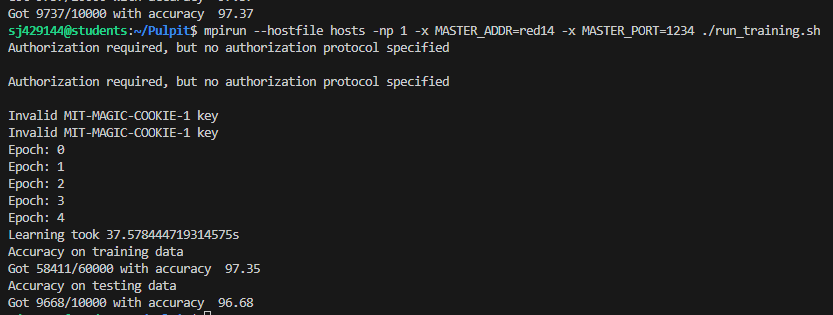 Got 9737/10000 with accuracy  97.37
sj429144@students:~/Pulpit$ mpirun --hostfile hosts -np 1 -x MASTER_ADDR=red14 -x MASTER_PORT=1234 ./run_training.sh
Authorization required, but no authorization protocol specified
Authorization required, but no authorization protocol specified
Invalid MIT-MAGIC-COOKIE-1 key
Invalid MIT-MAGIC-COOKIE-1 key
Epoch: 0
Epoch: 1
Epoch: 2
Epoch: 3
Epoch: 4
Learning took 37.578444719314575s
Accuracy on training data
Got 58411/60000 with accuracy  97.35
Accuracy on testing data
Got 9668/10000 with accuracy  96.68